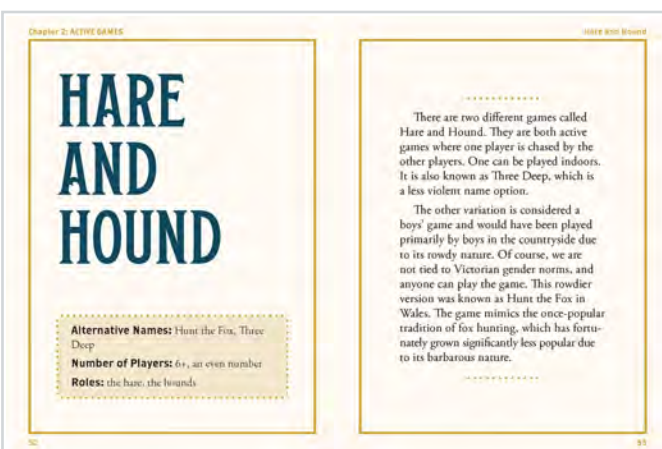 Chapter 2: ACTIVE GAMES
HARE
AND
HOUND
Alternative Names: Hunt the Fox, Three
Deep
Number of Players: 6+, an even number
Roles: the hare, the hounds
52
Hare and Hound
There are two different games called
Hare and Hound. They are both active
games where one player is chased by the
other players. One can be played indoors.
It is also known as Three Deep, which is
a less violent name option.
The other variation is considered a
boys' game and would have been played
primarily by boys in the countryside due
to its rowdy nature. Of course, we are
not tied to Victorian gender norms, and
anyone can play the game. This rowdier
version was known as Hunt the Fox in
Wales. The game mimics the once-popular
tradition of fox hunting, which has fortu-
nately grown significantly less popular due
to its barbarous nature.